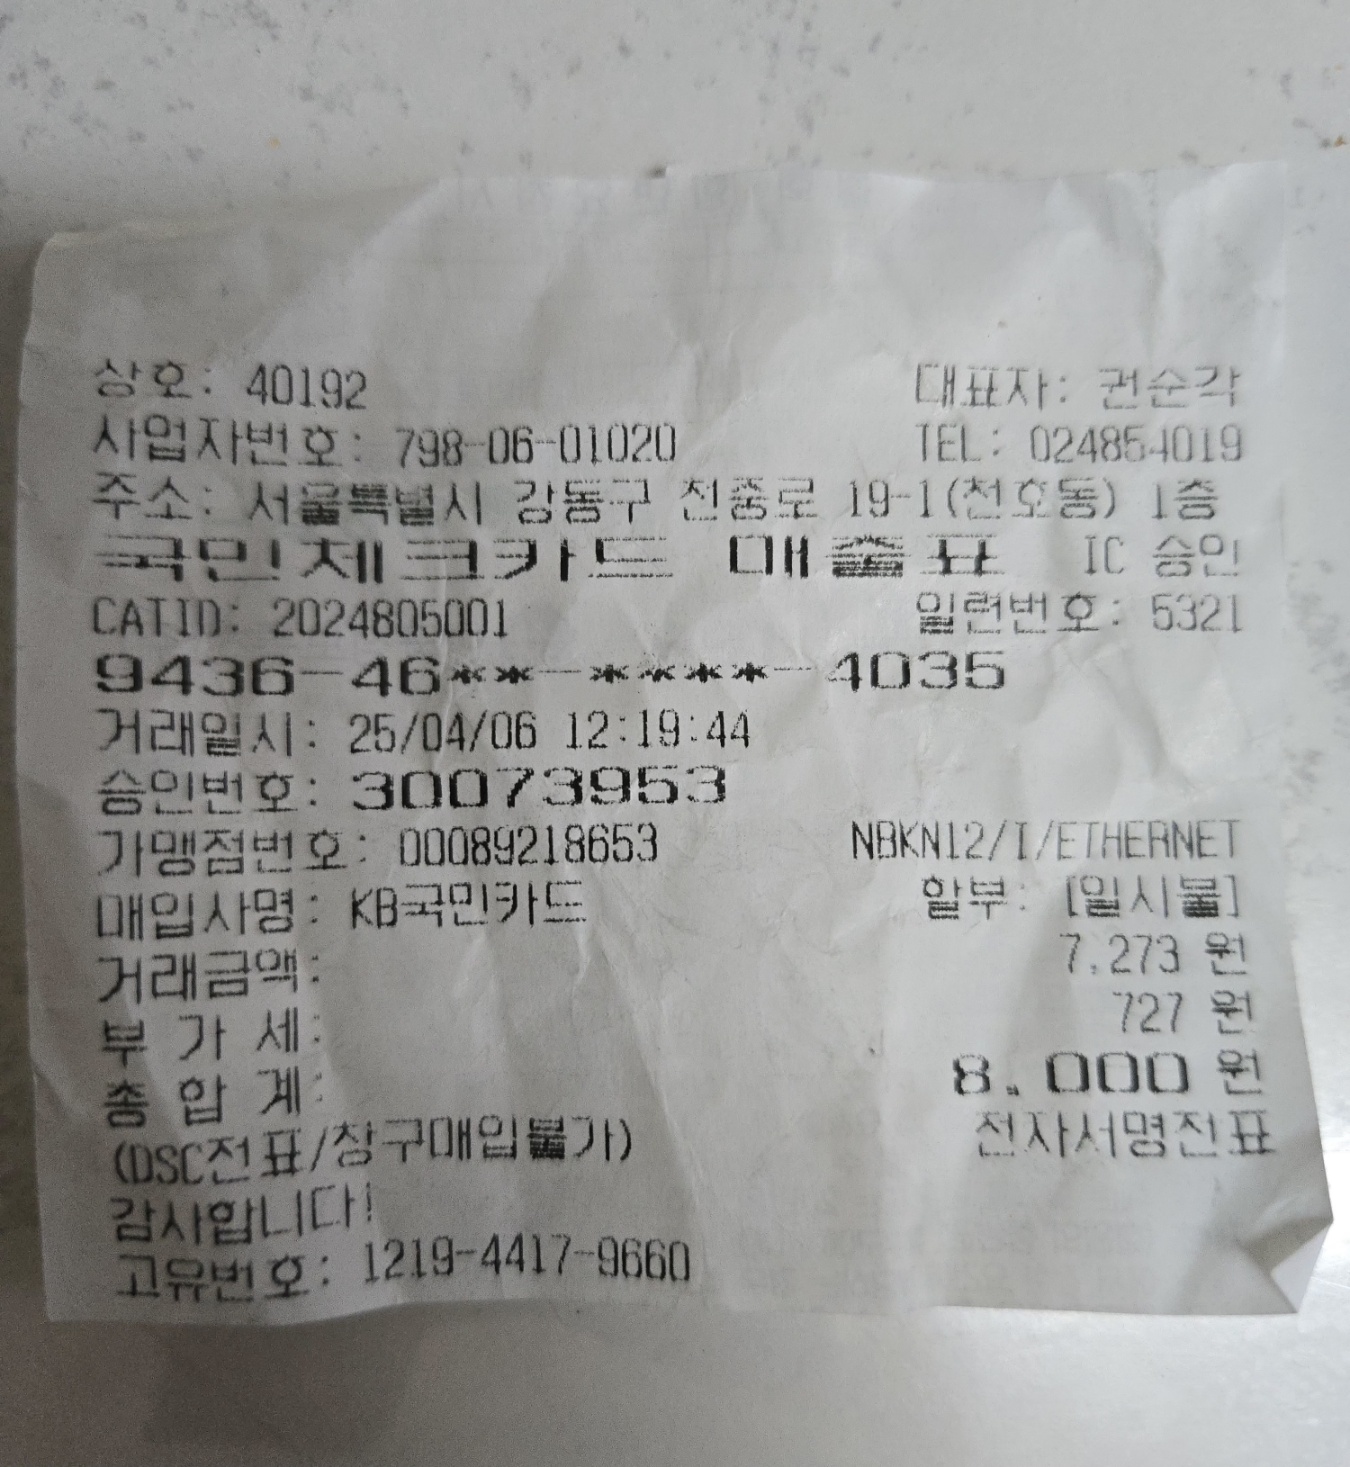 상호: 40192 대표자: 권순각
사업자번호: 798-06-01020 TEL: 024854019
주소: 서울특별시 강동구 진중로 19-1(천호동) 1층
국민체크카드 매출표 IC 승인
CATID: 2024805001 일련번호: 5321
9436-46**-****-4035
거래일시: 25/04/06 12:19:44
승인번호: 30073953
가맹점번호: 00089218653 NBKN12/I/ETHERNET
매입사명: KB국민카드 할부: [일시불]
거래금액: 7,273 원
부 가 세: 727 원
총 합 계: 8,000 원
(DSC전표/창구매입불가) 전자서명전표
감사합니다!
고유번호: 1219-4417-9660